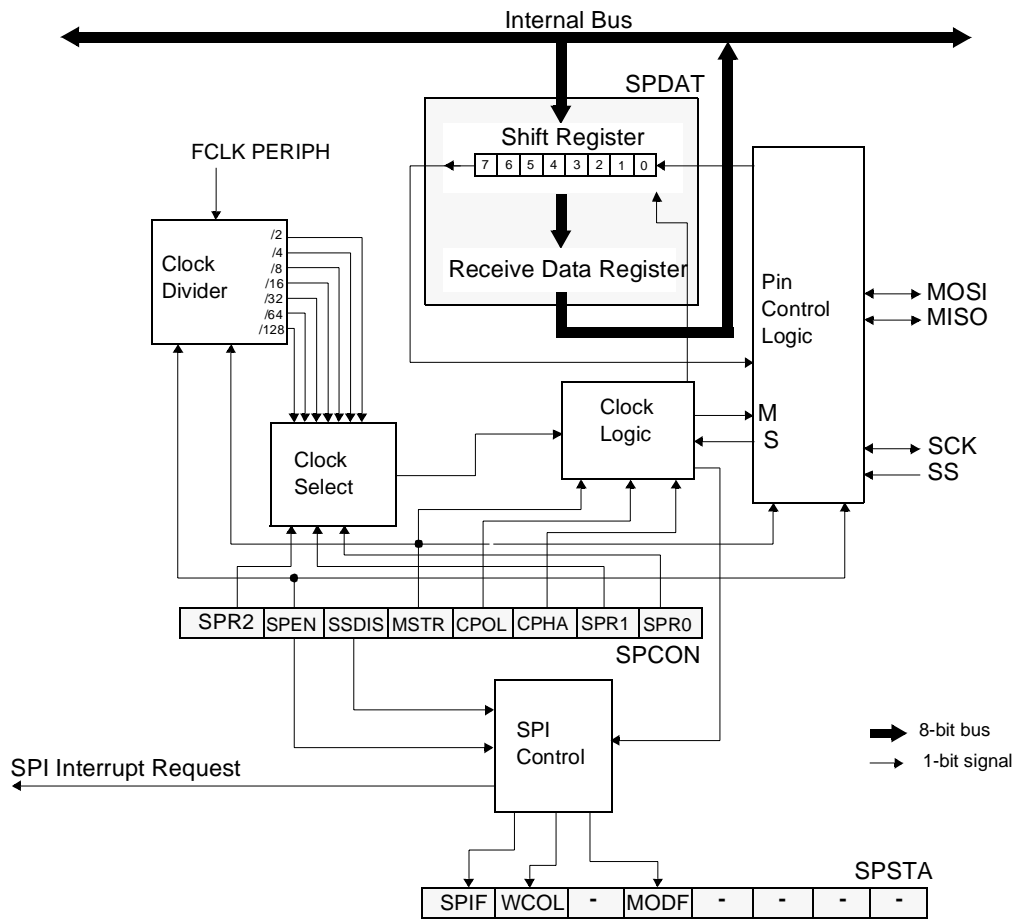 Internal Bus
SPDAT
Shift Register
7 6 5 4 3 2 1 0
FCLK PERIPH
Clock
Divider
/2
/4
/8
/16
/32
/64
/128
Receive Data Register
Pin
Control
Logic
MOSI
MISO
Clock
Logic
M
S
SCK
SS
Clock
Select
SPR2 SPEN SSDIS MSTR CPOL CPHA SPR1 SPR0
SPCON
SPI
Control
8-bit bus
1-bit signal
SPI Interrupt Request
SPSTA
SPIF WCOL - MODF - - - -